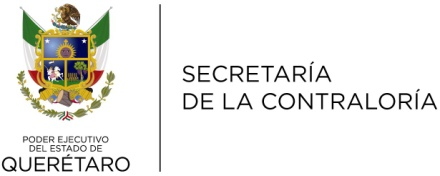 PODER EJECUTIVO
DEL ESTADO DE
QUERÉTARO
SECRETARÍA
DE LA CONTRALORÍA